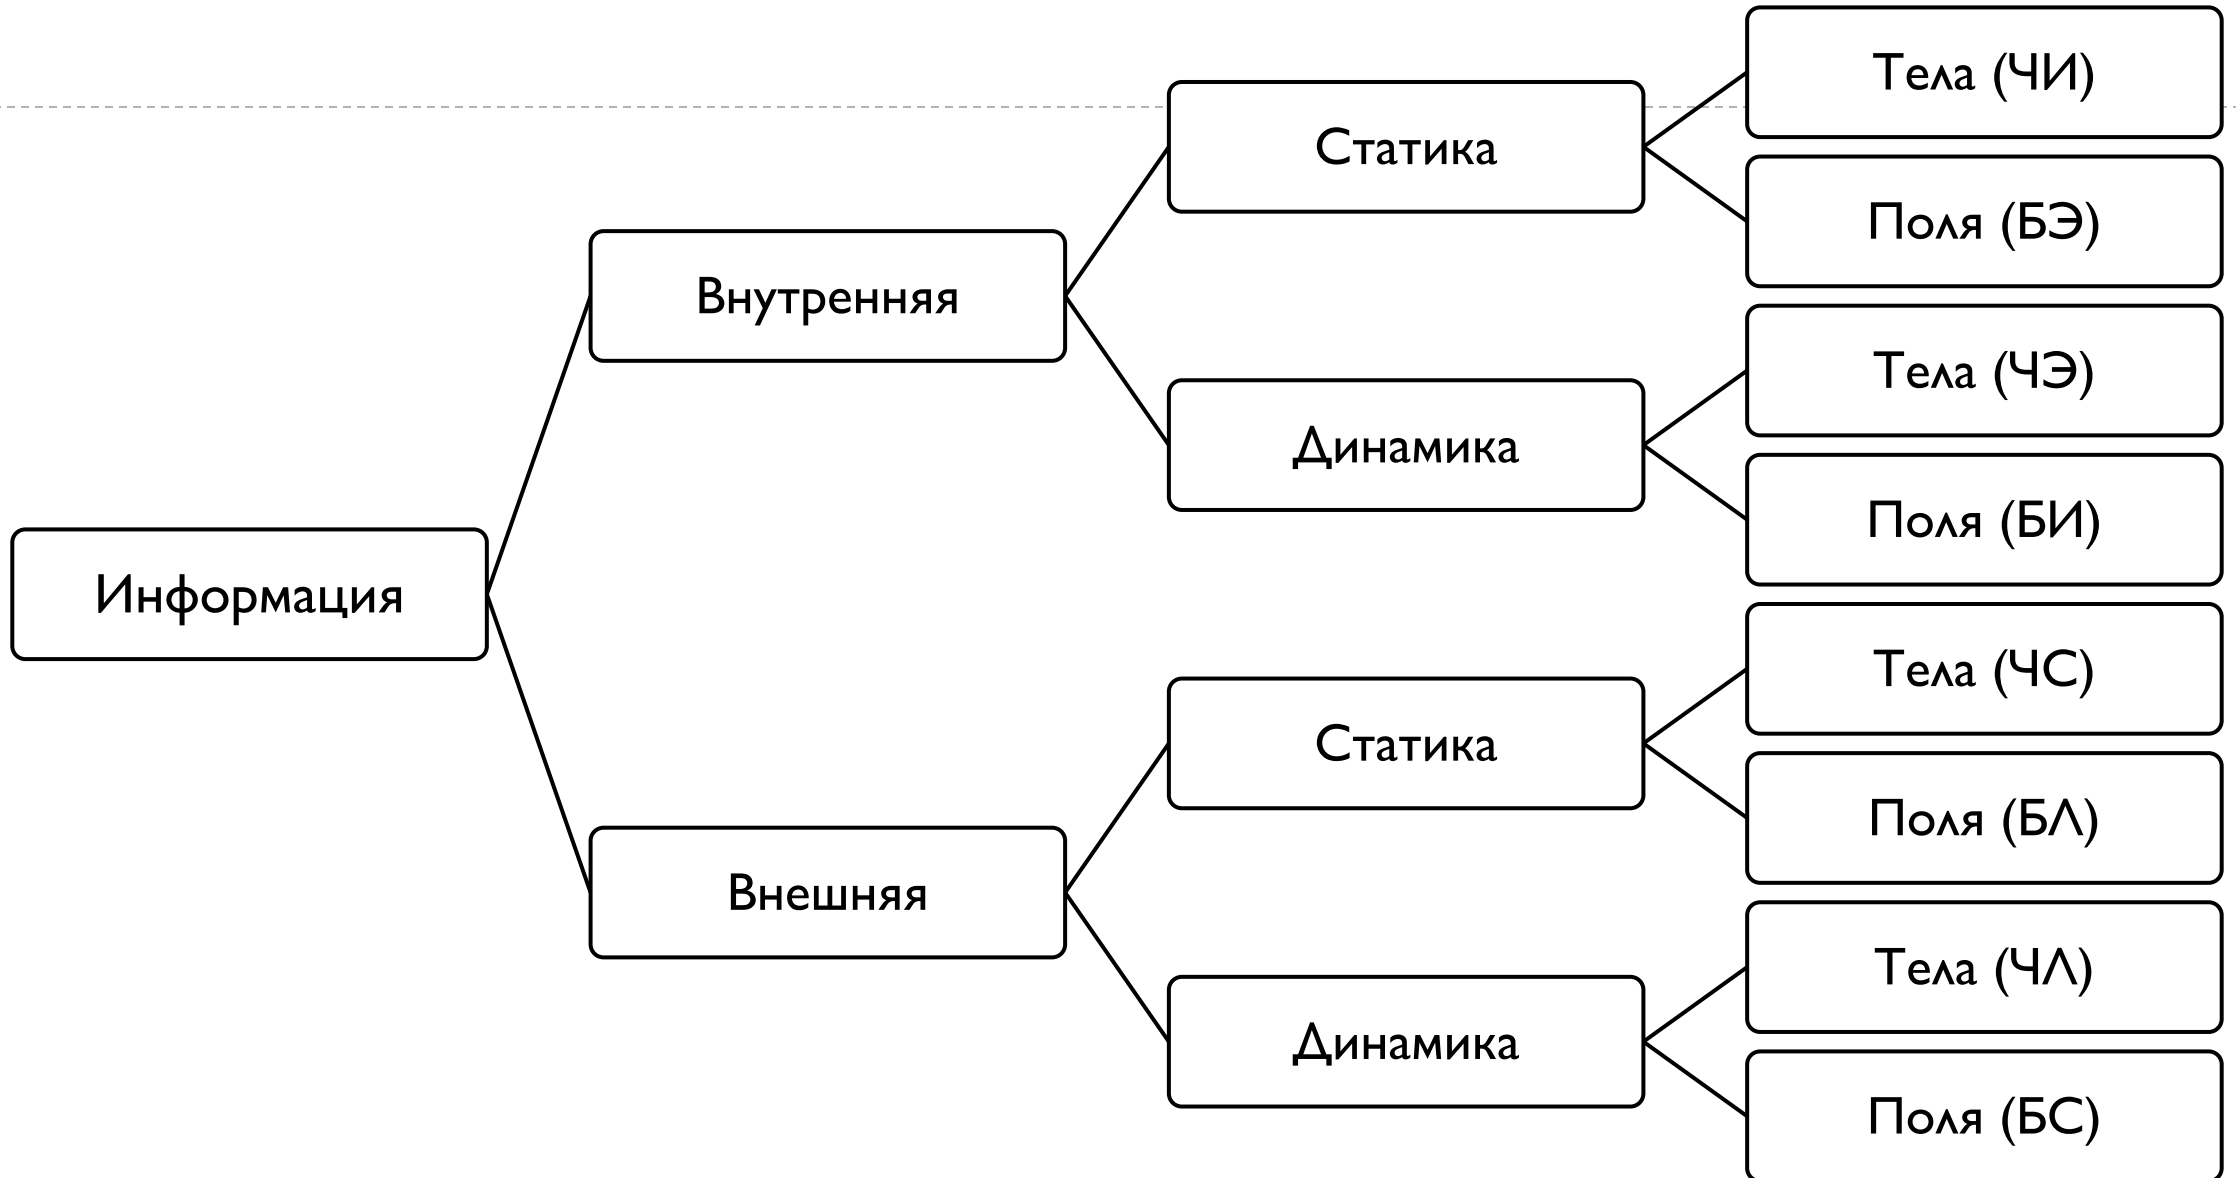 Информация
Внутренняя
Статика
Тела (ЧИ)
Поля (БЭ)
Динамика
Тела (ЧЭ)
Поля (БИ)
Внешняя
Статика
Тела (ЧС)
Поля (БЛ)
Динамика
Тела (ЧЛ)
Поля (БС)